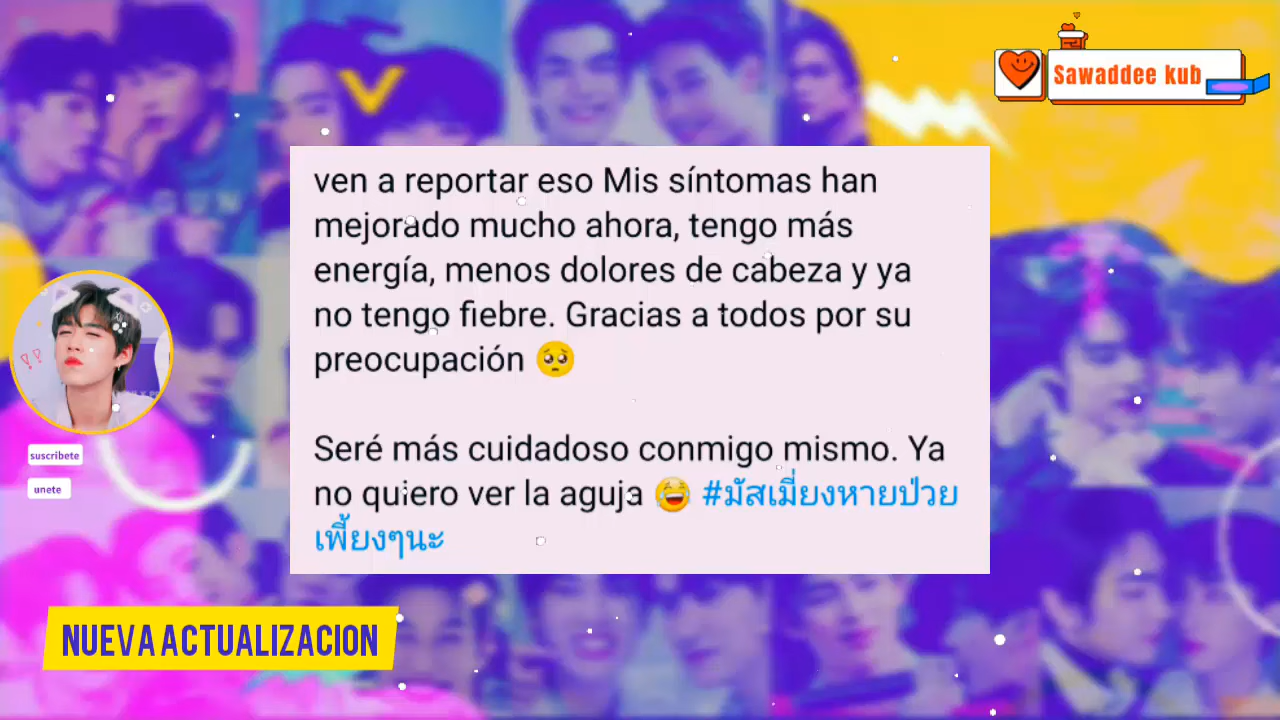 Sawaddee kub
ven a reportar eso Mis síntomas han
mejorado mucho ahora, tengo más
energía, menos dolores de cabeza y ya
no tengo fiebre. Gracias a todos por su
preocupación 🥺
Seré más cuidadoso conmigo mismo. Ya
no quiero ver la aguja 😂 #มัสเมี่ยงหายป่วย
เพี้ยงๆนะ
suscribete
unete
NUEVA ACTUALIZACION